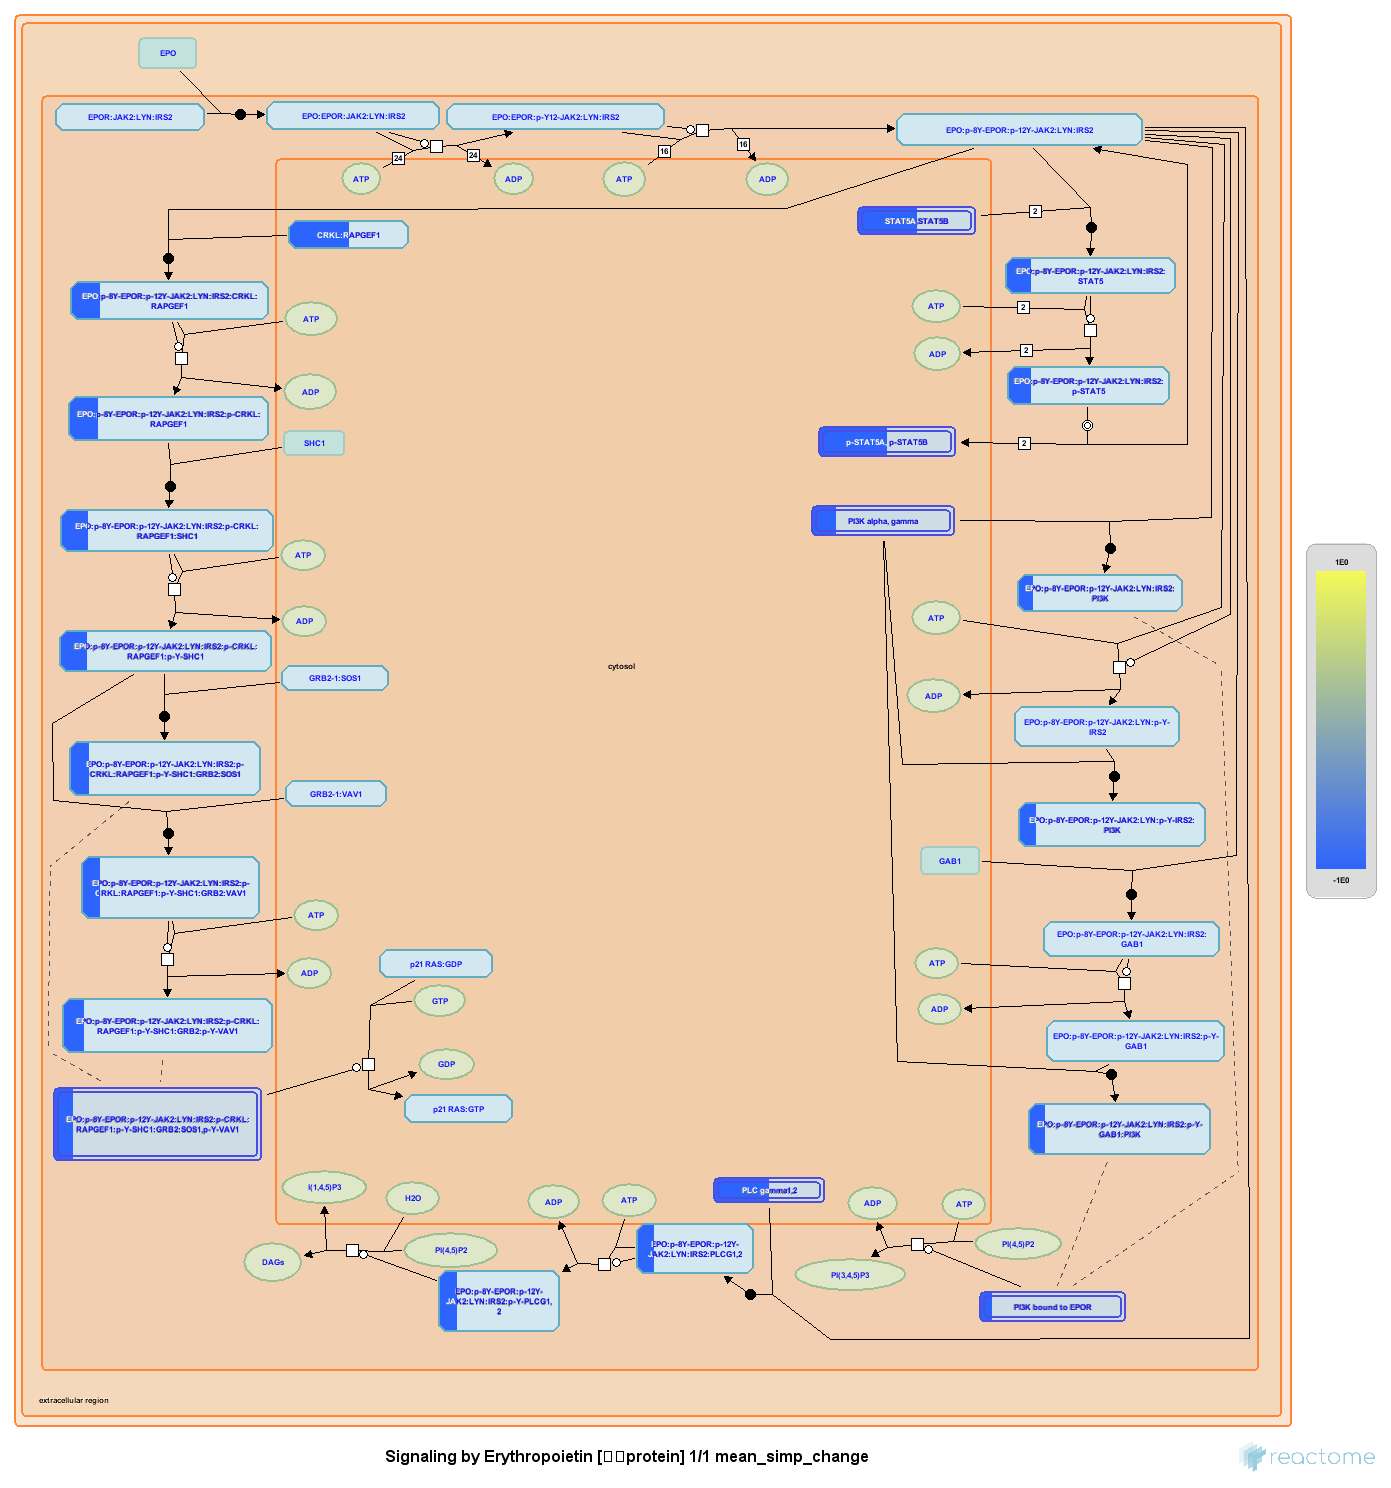 EPO
EPOR:JAK2:LYN:IRS2
EPO:EPOR:JAK2:LYN:IRS2
EPO:EPOR:p-Y12-JAK2:LYN:IRS2
EPO:p-8Y-EPOR:p-12Y-JAK2:LYN:IRS2
24
24
16
16
ATP
ADP
ATP
ADP
CRKL:RAPGEF1
STAT5A,STAT5B
2
EPO:p-8Y-EPOR:p-12Y-JAK2:LYN:IRS2:CRKL:
RAPGEF1
EPO:p-8Y-EPOR:p-12Y-JAK2:LYN:IRS2:
STAT5
ATP
ATP
2
ADP
2
ADP
EPO:p-8Y-EPOR:p-12Y-JAK2:LYN:IRS2:
p-STAT5
EPO:p-8Y-EPOR:p-12Y-JAK2:LYN:IRS2:p-CRKL:
RAPGEF1
SHC1
p-STAT5A, p-STAT5B
2
EPO:p-8Y-EPOR:p-12Y-JAK2:LYN:IRS2:p-CRKL:
RAPGEF1:SHC1
PI3K alpha, gamma
ATP
EPO:p-8Y-EPOR:p-12Y-JAK2:LYN:IRS2:
PI3K
ADP
ATP
EPO:p-8Y-EPOR:p-12Y-JAK2:LYN:IRS2:p-CRKL:
RAPGEF1:p-Y-SHC1
cytosol
GRB2-1:SOS1
ADP
EPO:p-8Y-EPOR:p-12Y-JAK2:LYN:p-Y-
IRS2
EPO:p-8Y-EPOR:p-12Y-JAK2:LYN:IRS2:p-
CRKL:RAPGEF1:p-Y-SHC1:GRB2:SOS1
GRB2-1:VAV1
EPO:p-8Y-EPOR:p-12Y-JAK2:LYN:p-Y-IRS2:
PI3K
GAB1
EPO:p-8Y-EPOR:p-12Y-JAK2:LYN:IRS2:p-
CRKL:RAPGEF1:p-Y-SHC1:GRB2:VAV1
ATP
EPO:p-8Y-EPOR:p-12Y-JAK2:LYN:IRS2:
GAB1
ADP
p21 RAS:GDP
ATP
GTP
ADP
EPO:p-8Y-EPOR:p-12Y-JAK2:LYN:IRS2:p-CRKL:
RAPGEF1:p-Y-SHC1:GRB2:p-Y-VAV1
EPO:p-8Y-EPOR:p-12Y-JAK2:LYN:IRS2:p-Y-
GAB1
GDP
p21 RAS:GTP
EPO:p-8Y-EPOR:p-12Y-JAK2:LYN:IRS2:p-CRKL:
RAPGEF1:p-Y-SHC1:GRB2:SOS1,p-Y-VAV1
EPO:p-8Y-EPOR:p-12Y-JAK2:LYN:IRS2:p-Y-
GAB1:PI3K
I(1,4,5)P3
H2O
ADP
ATP
PLC gamma1,2
ADP
ATP
DAGs
PI(4,5)P2
EPO:p-8Y-EPOR:p-12Y-
JAK2:LYN:IRS2:PLCG1,2
PI(4,5)P2
PI(3,4,5)P3
EPO:p-8Y-EPOR:p-12Y-
JAK2:LYN:IRS2:p-Y-PLCG1,
2
PI3K bound to EPOR
extracellular region
1E0
-1E0
Signaling by Erythropoietin [□□protein] 1/1 mean_simp_change
reactome